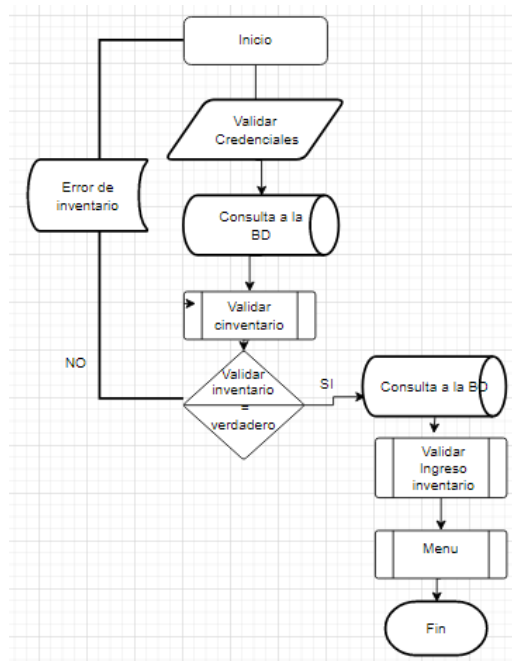 Inicio
Validar
Credenciales
Error de
inventario
Consulta a la
BD
Validar
cinventario
NO
Validar
inventario
=
verdadero
SI
Consulta a la BD
Validar
Ingreso
inventario
Menu
Fin